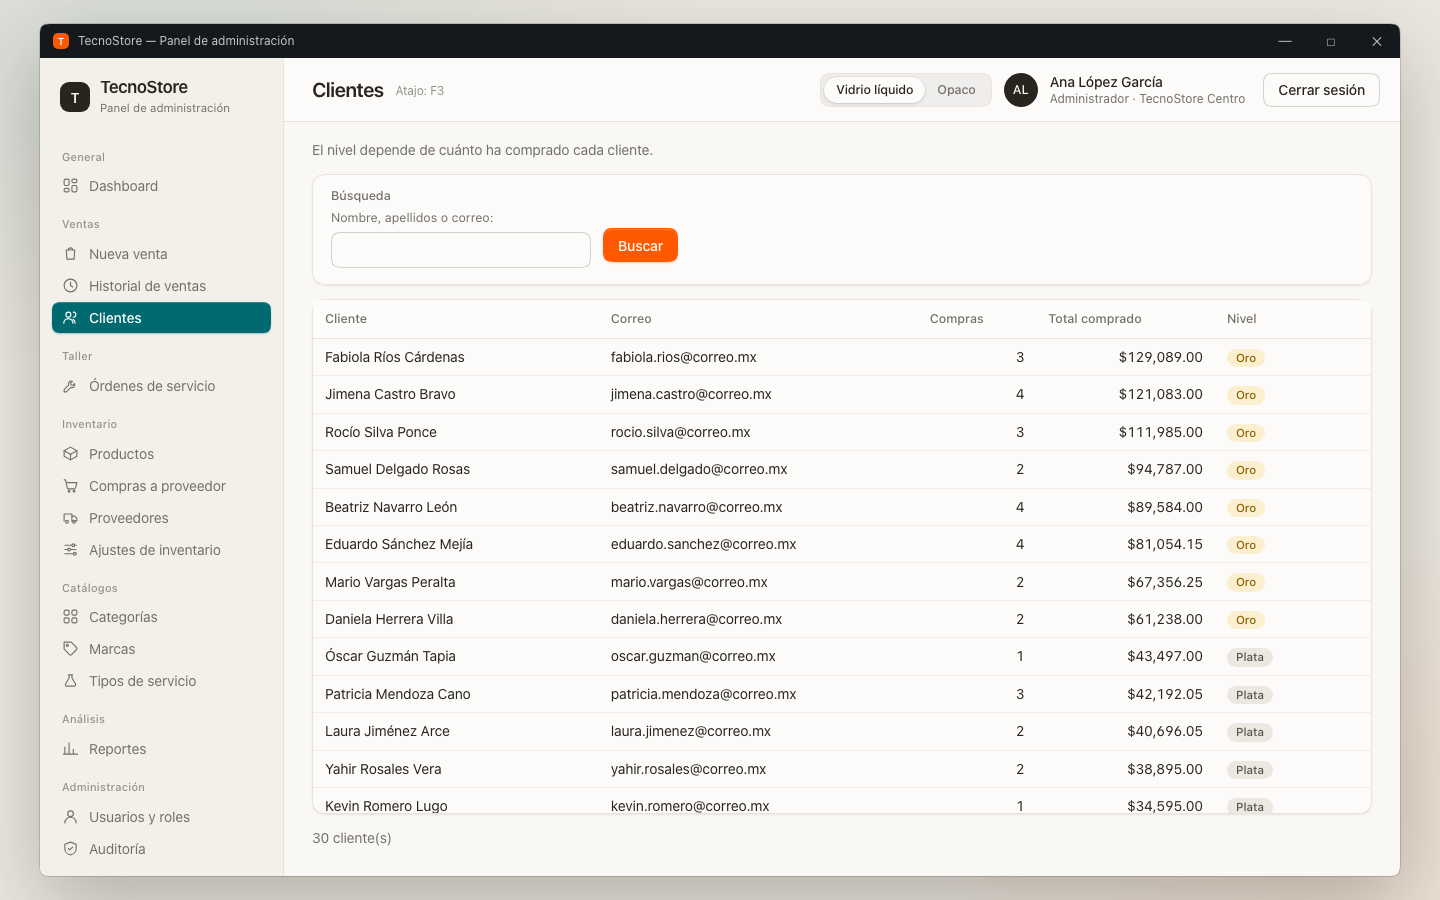 T TecnoStore — Panel de administración
T TecnoStore
Panel de administración
General
Dashboard
Ventas
Nueva venta
Historial de ventas
Clientes
Taller
Órdenes de servicio
Inventario
Productos
Compras a proveedor
Proveedores
Ajustes de inventario
Catálogos
Categorías
Marcas
Tipos de servicio
Análisis
Reportes
Administración
Usuarios y roles
Auditoría
Clientes Atajo: F3
Vidrio líquido Opaco
AL Ana López García
Administrador · TecnoStore Centro
Cerrar sesión
El nivel depende de cuánto ha comprado cada cliente.
Búsqueda
Nombre, apellidos o correo:
Buscar
Cliente Correo Compras Total comprado Nivel
Fabiola Ríos Cárdenas fabiola.rios@correo.mx 3 $129,089.00 Oro
Jimena Castro Bravo jimena.castro@correo.mx 4 $121,083.00 Oro
Rocío Silva Ponce rocio.silva@correo.mx 3 $111,985.00 Oro
Samuel Delgado Rosas samuel.delgado@correo.mx 2 $94,787.00 Oro
Beatriz Navarro León beatriz.navarro@correo.mx 4 $89,584.00 Oro
Eduardo Sánchez Mejía eduardo.sanchez@correo.mx 4 $81,054.15 Oro
Mario Vargas Peralta mario.vargas@correo.mx 2 $67,356.25 Oro
Daniela Herrera Villa daniela.herrera@correo.mx 2 $61,238.00 Oro
Óscar Guzmán Tapia oscar.guzman@correo.mx 1 $43,497.00 Plata
Patricia Mendoza Cano patricia.mendoza@correo.mx 3 $42,192.05 Plata
Laura Jiménez Arce laura.jimenez@correo.mx 2 $40,696.05 Plata
Yahir Rosales Vera yahir.rosales@correo.mx 2 $38,895.00 Plata
Kevin Romero Lugo kevin.romero@correo.mx 1 $34,595.00 Plata
30 cliente(s)